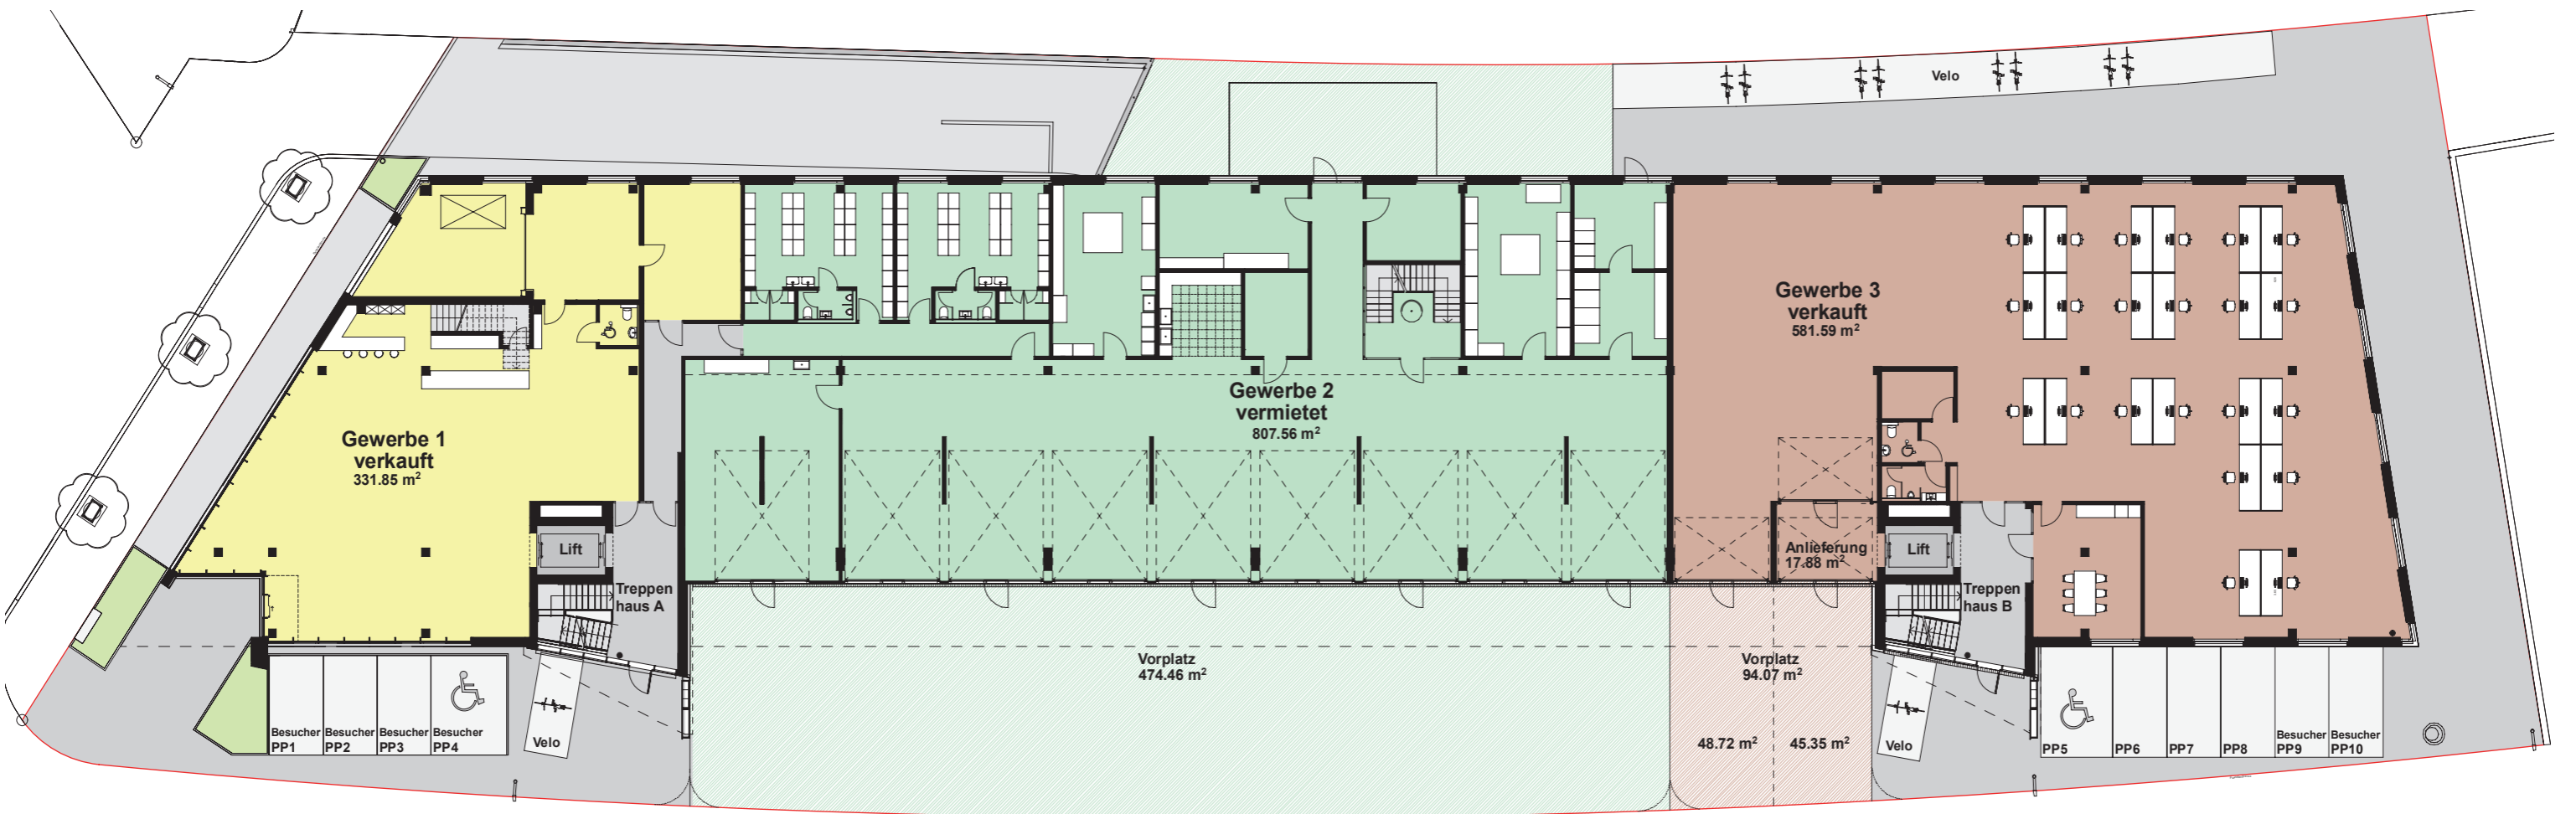 Velo
Gewerbe 1
verkauft
331.85 m²
Gewerbe 2
vermietet
807.56 m²
Gewerbe 3
verkauft
581.59 m²
Lift
Treppen
haus A
Anlieferung
17.88 m²
Lift
Treppen
haus B
Vorplatz
474.46 m²
Vorplatz
94.07 m²
48.72 m²
45.35 m²
Besucher
PP1
Besucher
PP2
Besucher
PP3
Besucher
PP4
Velo
Velo
PP5
PP6
PP7
PP8
Besucher
PP9
Besucher
PP10